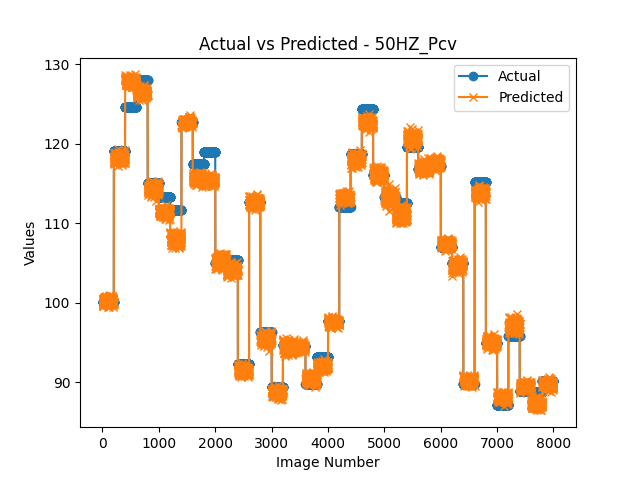 Actual vs Predicted - 50HZ_Pcv
130
120
110
100
90
Values
Actual
Predicted
0 1000 2000 3000 4000 5000 6000 7000 8000
Image Number